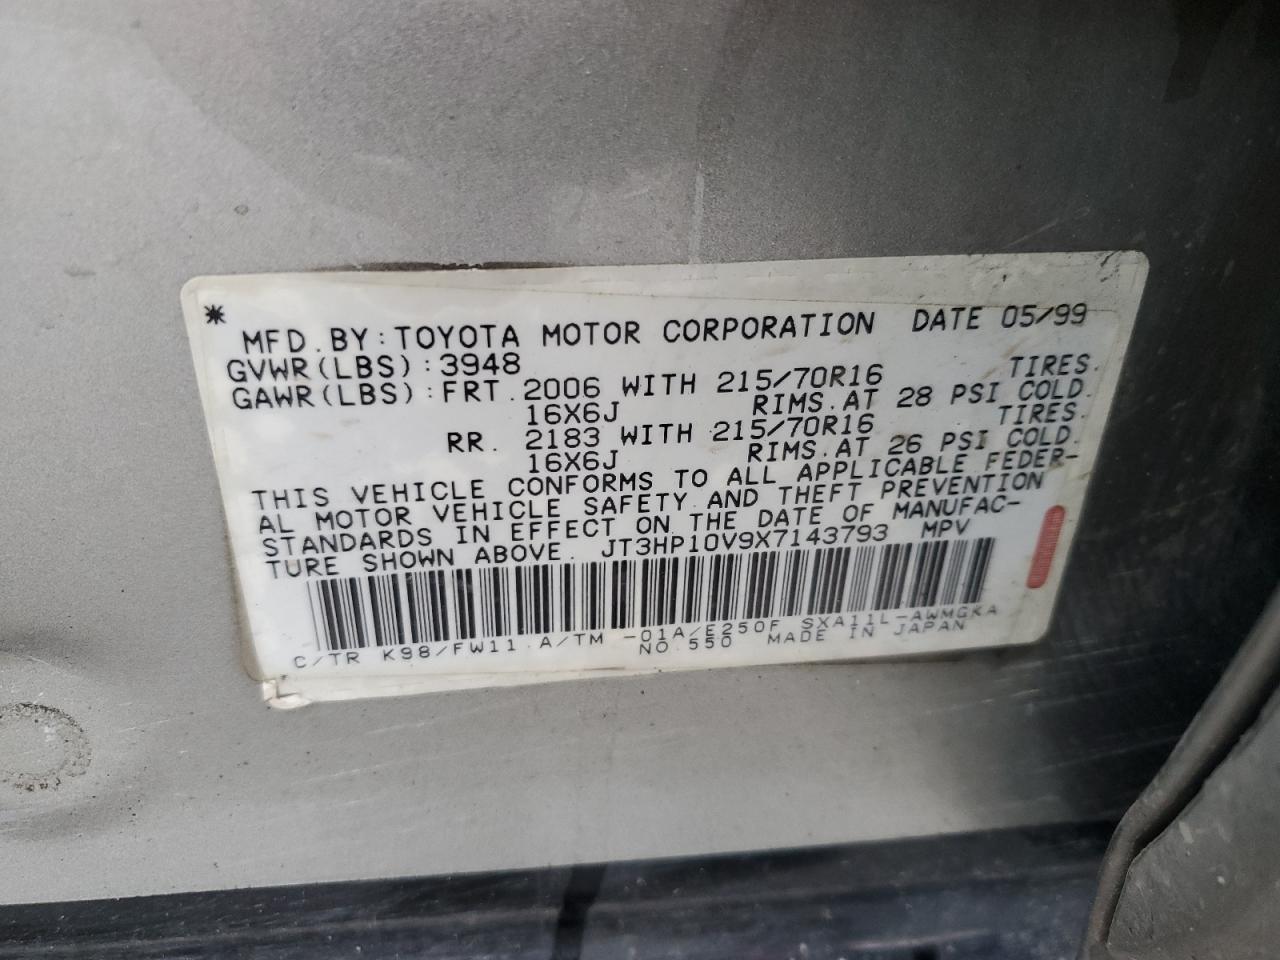 *
MFD. BY: TOYOTA MOTOR CORPORATION DATE 05/99
GVWR(LBS): 3948
GAWR(LBS): FRT. 2006 WITH 215/70R16 TIRES.
16X6J RIMS. AT 28 PSI COLD.
RR. 2183 WITH 215/70R16 TIRES.
16X6J RIMS. AT 26 PSI COLD.
THIS VEHICLE CONFORMS TO ALL APPLICABLE FEDER-
AL MOTOR VEHICLE SAFETY AND THEFT PREVENTION
STANDARDS IN EFFECT ON THE DATE OF MANUFAC-
TURE SHOWN ABOVE. JT3HP10V9X7143793 MPV
C/TR K98/FW11 A/TM -01A/E250F SXA11L-AWMGKA
NO.550 MADE IN JAPAN